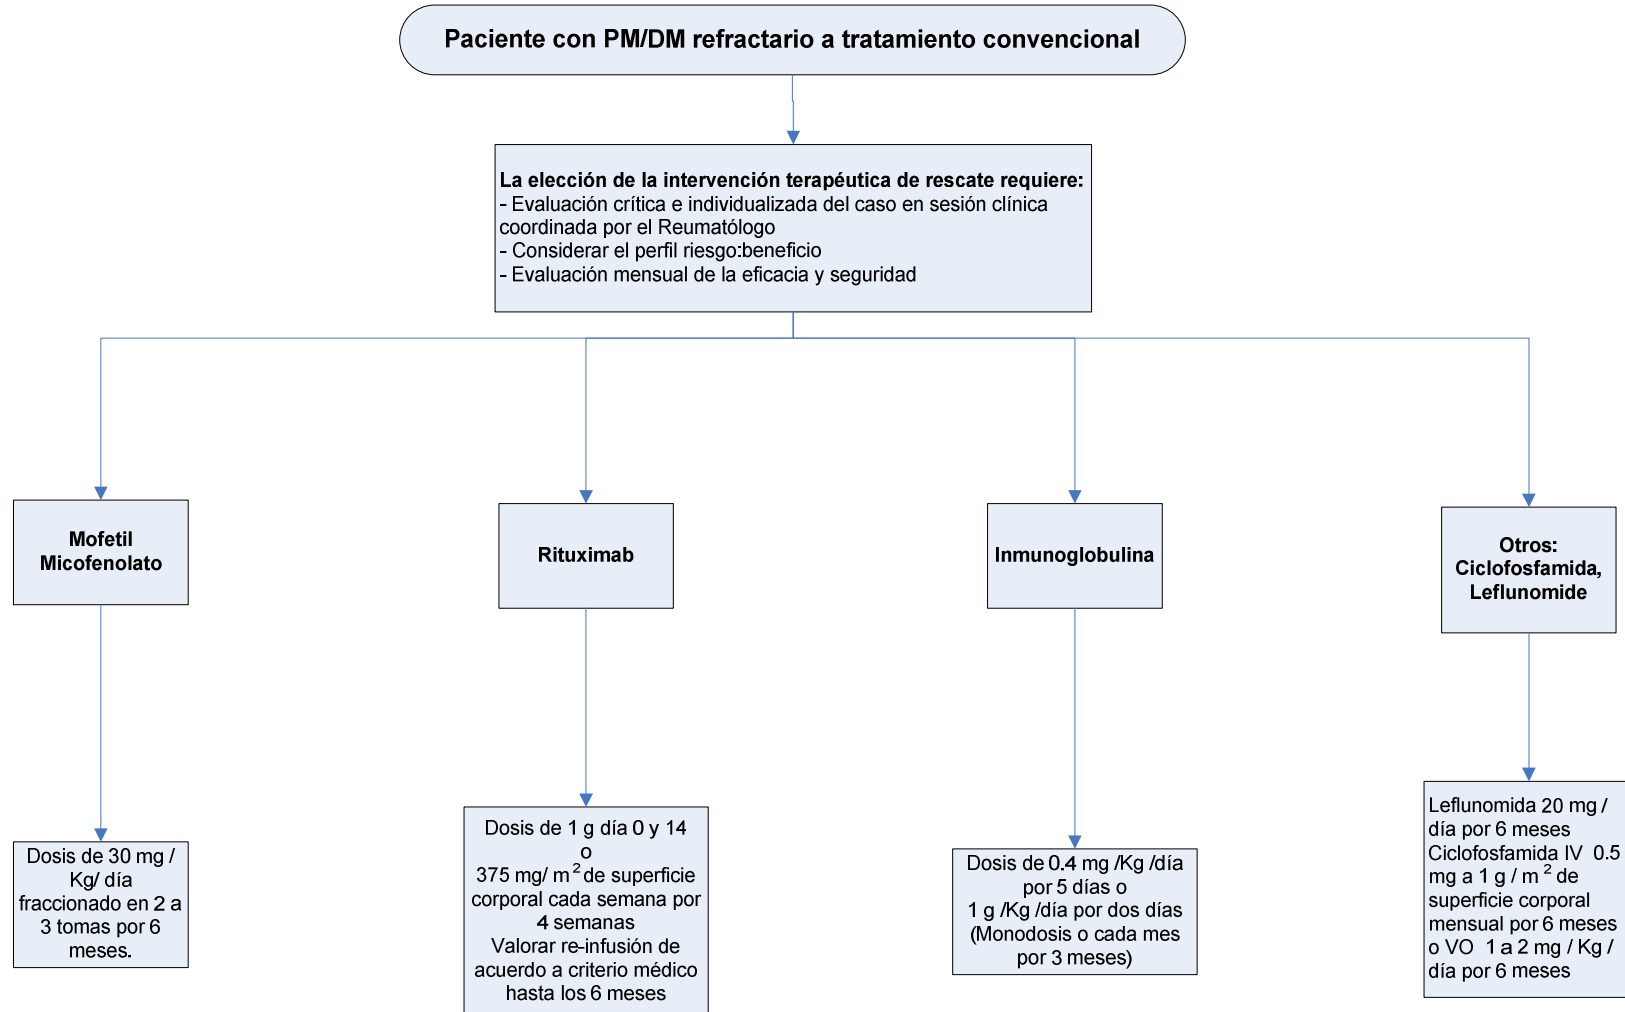 Paciente con PM/DM refractario a tratamiento convencional
La elección de la intervención terapéutica de rescate requiere:
- Evaluación crítica e individualizada del caso en sesión clínica
coordinada por el Reumatólogo
- Considerar el perfil riesgo:beneficio
- Evaluación mensual de la eficacia y seguridad
Mofetil
Micofenolato
Rituximab
Inmunoglobulina
Otros:
Ciclofosfamida,
Leflunomide
Dosis de 30 mg /
Kg/ día
fraccionado en 2 a
3 tomas por 6
meses.
Dosis de 1 g día 0 y 14
o
375 mg/ m² de superficie
corporal cada semana por
4 semanas
Valorar re-infusión de
acuerdo a criterio médico
hasta los 6 meses
Dosis de 0.4 mg /Kg /día
por 5 días o
1 g /Kg /día por dos días
(Monodosis o cada mes
por 3 meses)
Leflunomida 20 mg /
día por 6 meses
Ciclofosfamida IV 0.5
mg a 1 g / m² de
superficie corporal
mensual por 6 meses
o VO 1 a 2 mg / Kg /
día por 6 meses